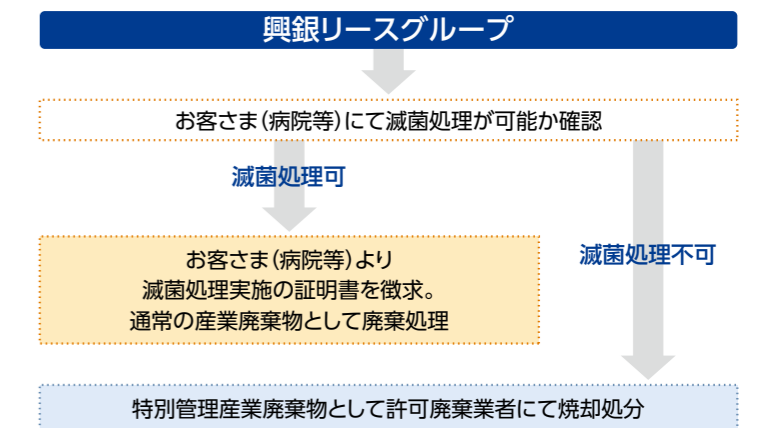 興銀リースグループ
お客さま（病院等）にて滅菌処理が可能か確認
滅菌処理可
お客さま（病院等）より
滅菌処理実施の証明書を徴求。
通常の産業廃棄物として廃棄処理
滅菌処理不可
特別管理産業廃棄物として許可廃棄業者にて焼却処分